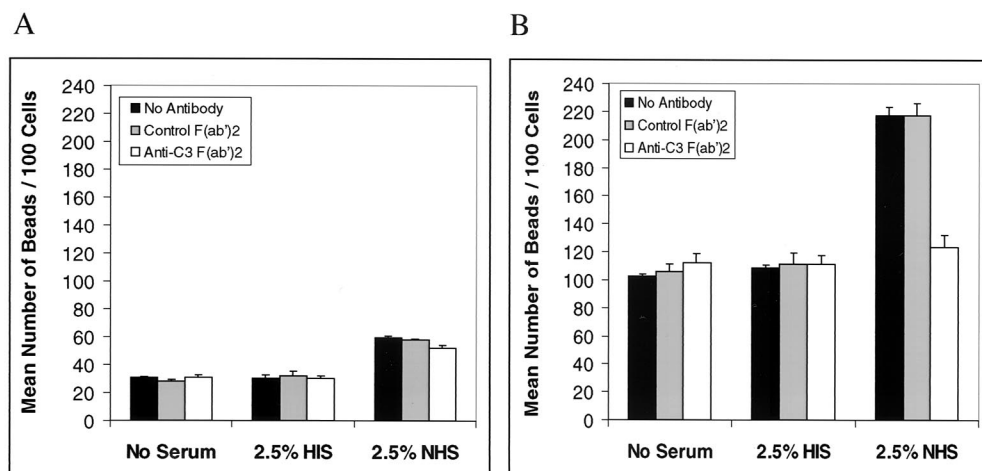 A
Mean Number of Beads / 100 Cells
240
220
200
180
160
140
120
100
80
60
40
20
0
No Antibody
Control F(ab')2
Anti-C3 F(ab')2
No Serum
2.5% HIS
2.5% NHS
B
Mean Number of Beads / 100 Cells
240
220
200
180
160
140
120
100
80
60
40
20
0
No Antibody
Control F(ab')2
Anti-C3 F(ab')2
No Serum
2.5% HIS
2.5% NHS